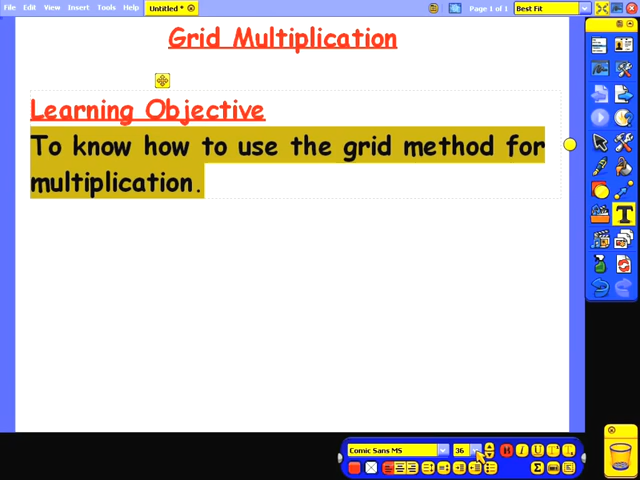 File Edit View Insert Tools Help Untitled * Page 1 of 1 Best Fit
Grid Multiplication
Learning Objective
To know how to use the grid method for
multiplication.
T
Comic Sans MS 36 B I U
Σ